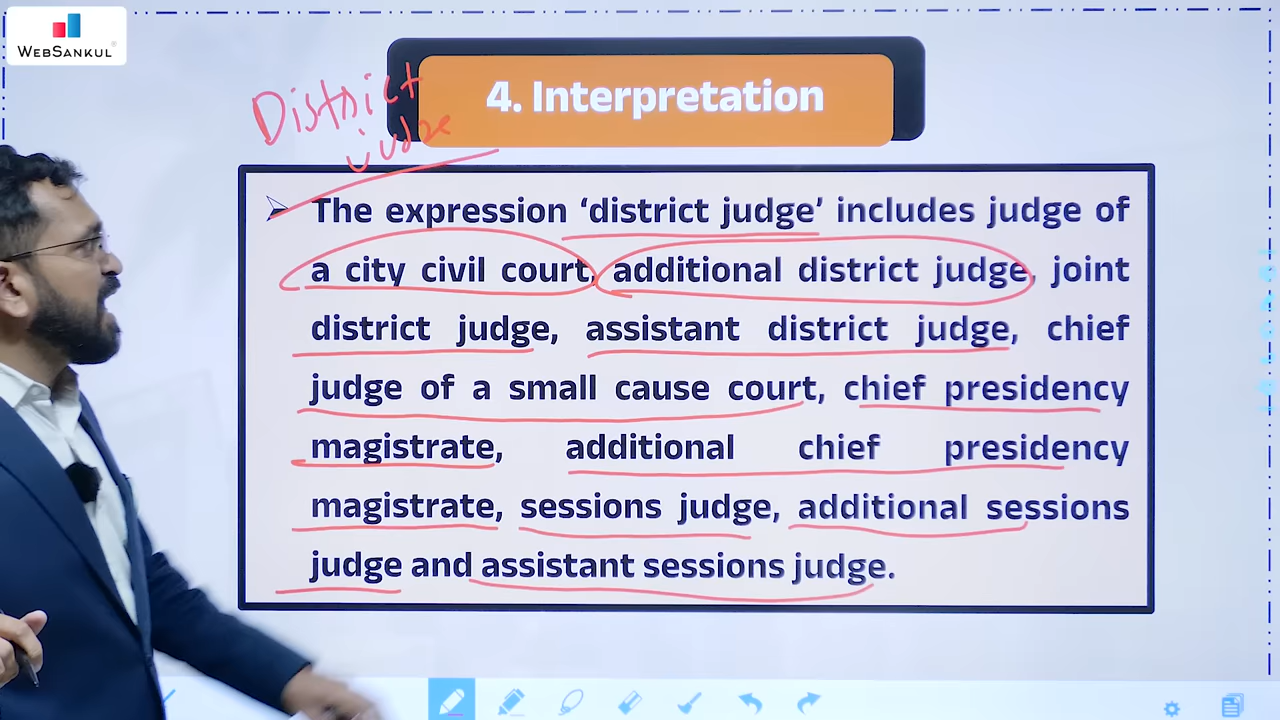 WEBSANKUL
4. Interpretation
District
judge
The expression ‘district judge’ includes judge of
a city civil court, additional district judge, joint
district judge, assistant district judge, chief
judge of a small cause court, chief presidency
magistrate, additional chief presidency
magistrate, sessions judge, additional sessions
judge and assistant sessions judge.